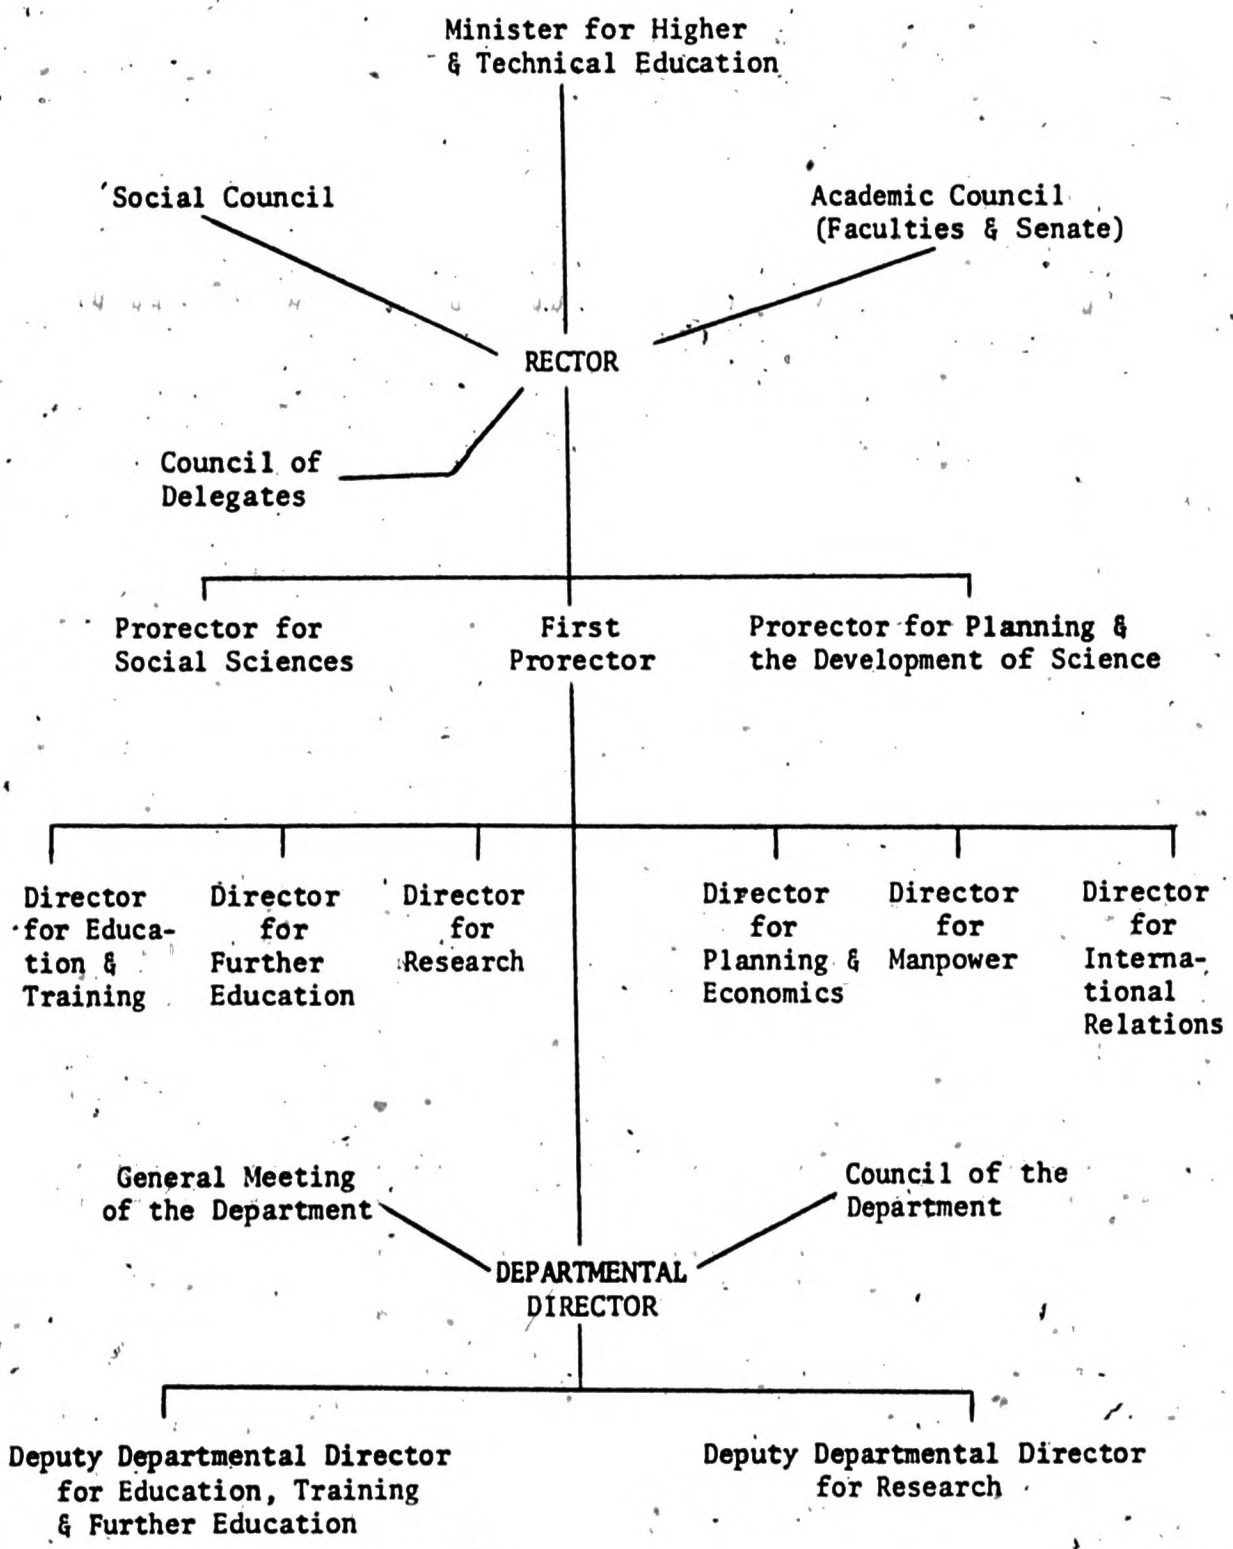 Minister for Higher
& Technical Education
Social Council
Academic Council
(Faculties & Senate)
RECTOR
Council of
Delegates
Prorector for
Social Sciences
First
Prorector
Prorector for Planning &
the Development of Science
Director
for Educa-
tion &
Training
Director
for
Further
Education
Director
for
Research
Director
for
Planning &
Economics
Director
for
Manpower
Director
for
Interna-
tional
Relations
General Meeting
of the Department
Council of the
Department
DEPARTMENTAL
DIRECTOR
Deputy Departmental Director
for Education, Training
& Further Education
Deputy Departmental Director
for Research